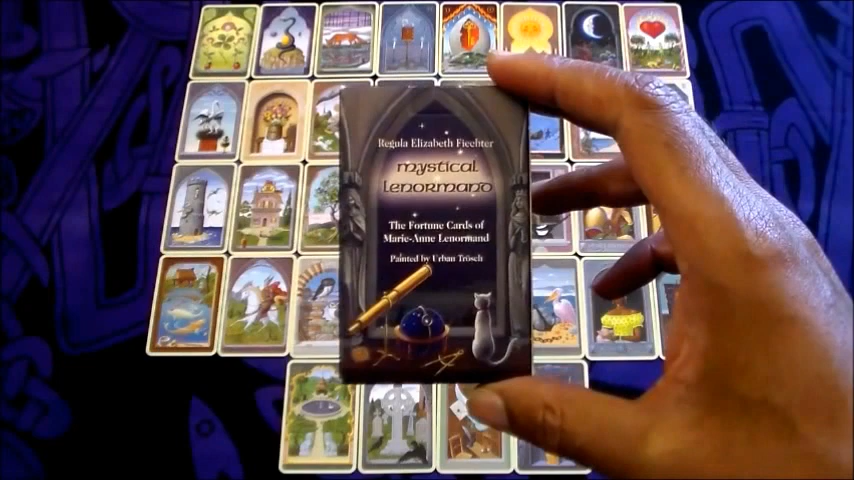 Regula Elizabeth Fiechter
mystical
Lenormand
The Fortune Cards of
Marie-Anne Lenormand
Painted by Urban Trösch